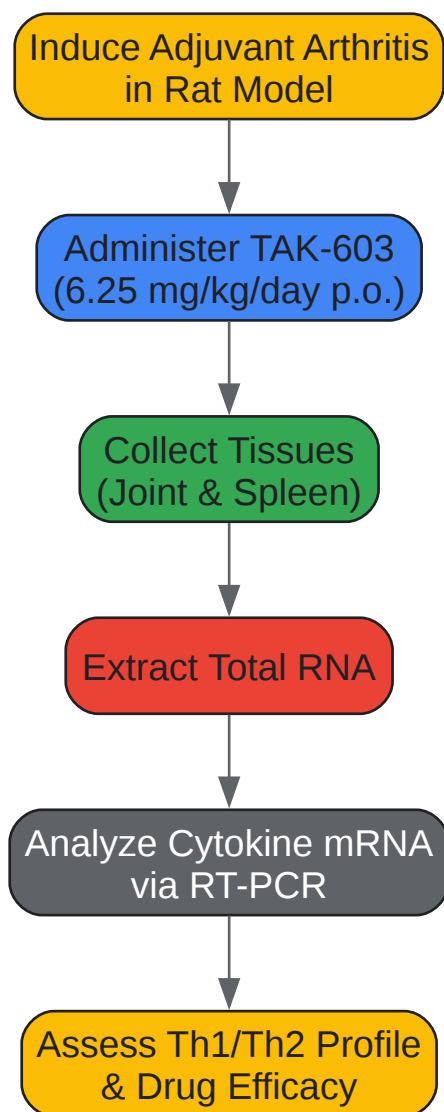 Induce Adjuvant Arthritis
in Rat Model
Administer TAK-603
(6.25 mg/kg/day p.o.)
Collect Tissues
(Joint & Spleen)
Extract Total RNA
Analyze Cytokine mRNA
via RT-PCR
Assess Th1/Th2 Profile
& Drug Efficacy